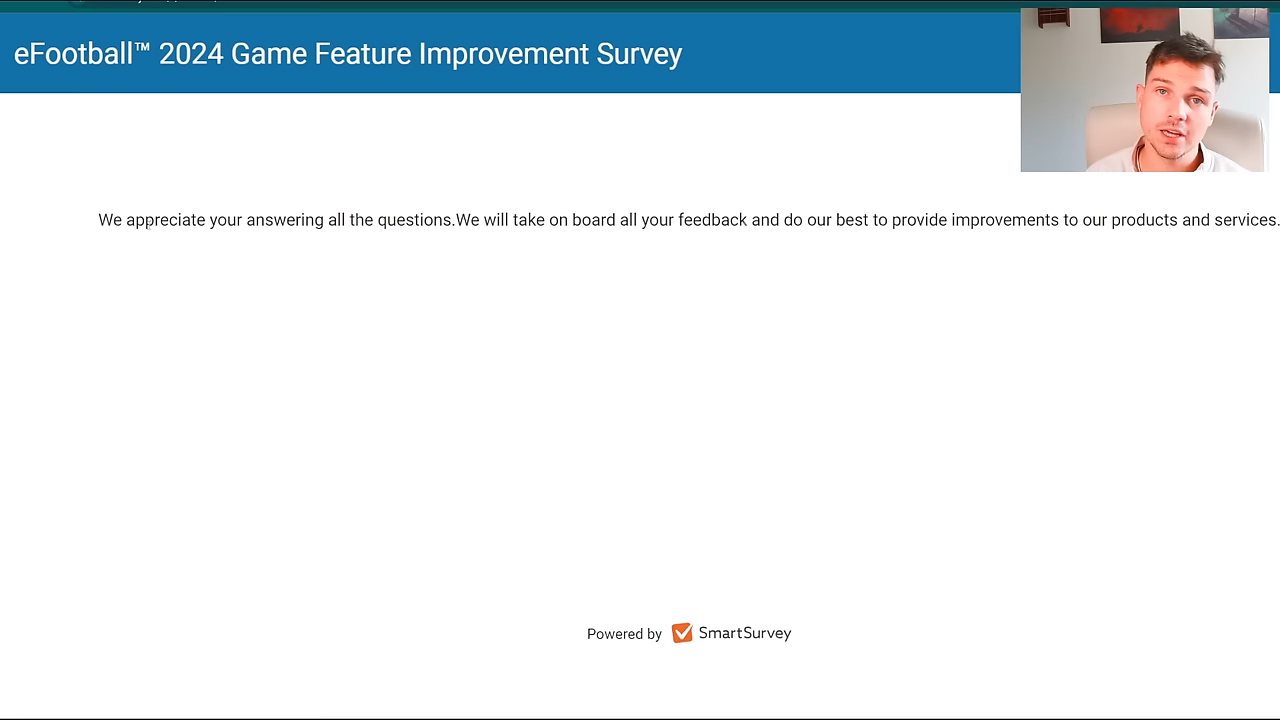 eFootball™ 2024 Game Feature Improvement Survey
We appreciate your answering all the questions.We will take on board all your feedback and do our best to provide improvements to our products and services.
Powered by SmartSurvey